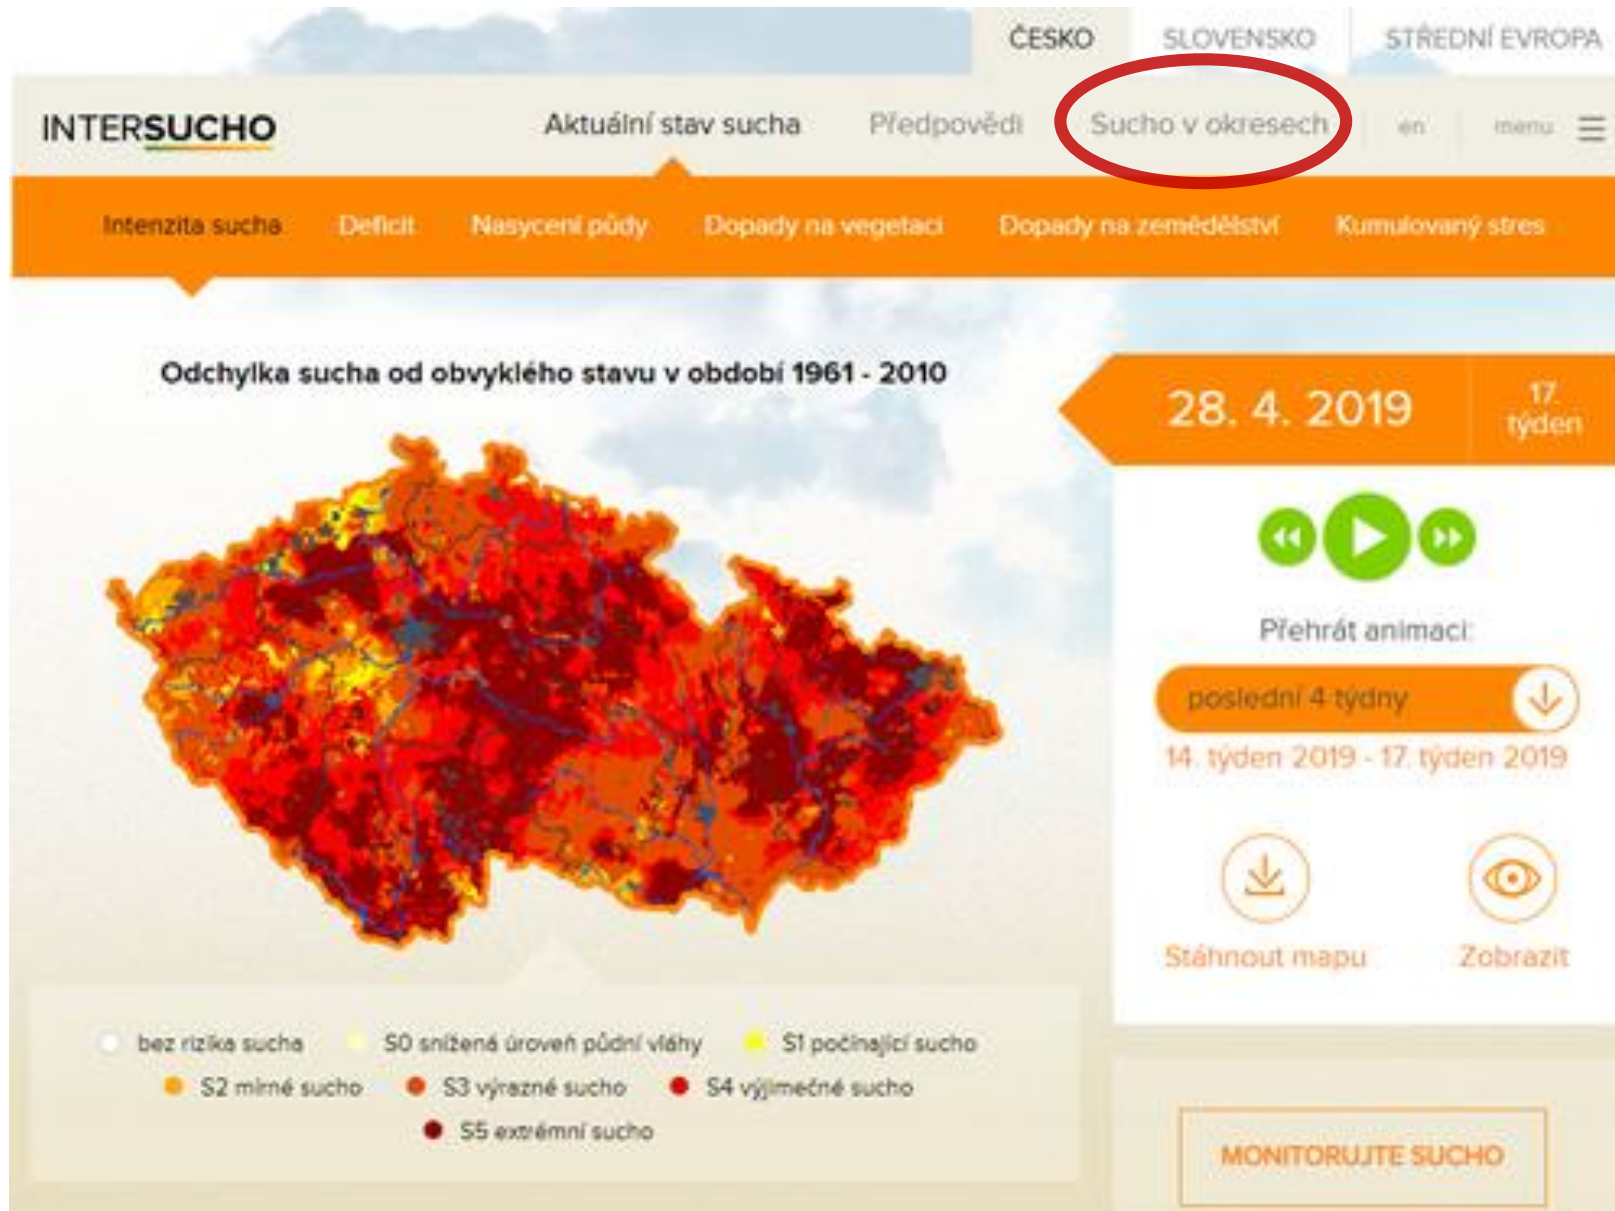 ČESKO SLOVENSKO STŘEDNÍ EVROPA
INTERSUCHO Aktuální stav sucha Předpovědi Sucho v okresech en menu
Intenzita sucha Deficit Nasycení půdy Dopady na vegetaci Dopady na zemědělství Kumulovaný stres
Odchylka sucha od obvyklého stavu v období 1961 - 2010
28. 4. 2019
17. týden
Přehrát animaci:
poslední 4 týdny
14. týden 2019 - 17. týden 2019
Stáhnout mapu Zobrazit
bez rizika sucha S0 snížená úroveň půdní vláhy S1 počínající sucho
S2 mírné sucho S3 výrazné sucho S4 výjimečné sucho
S5 extrémní sucho
MONITORUJTE SUCHO